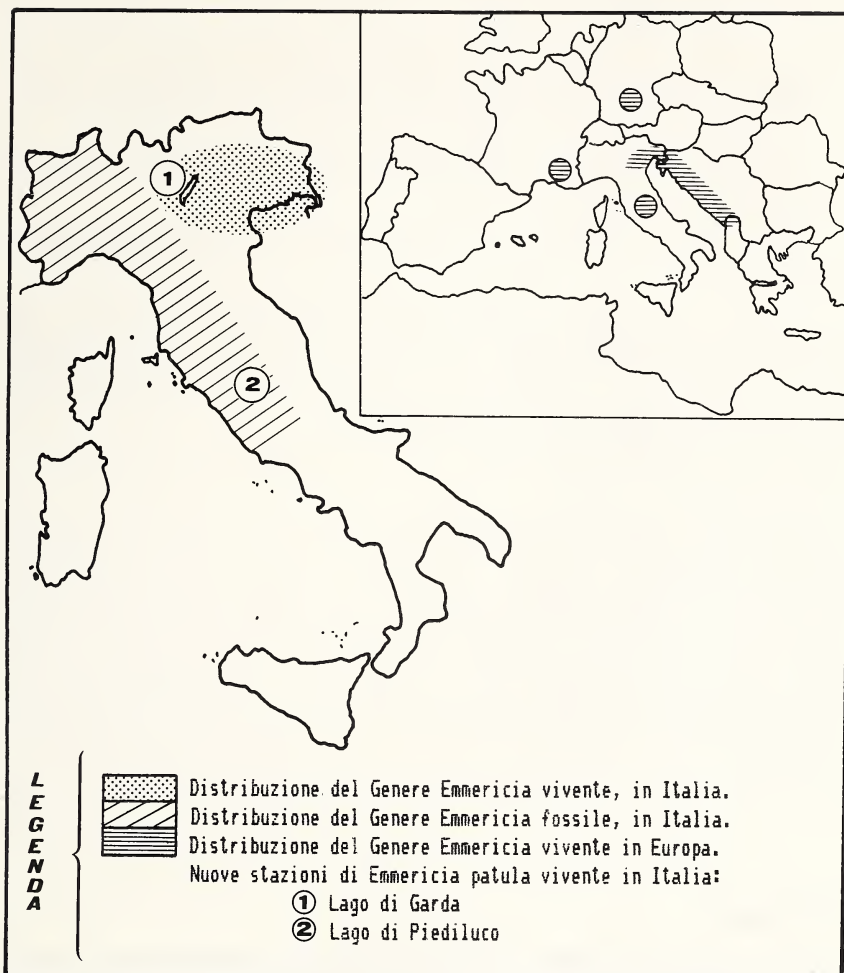 1
2
LEGENDA
Distribuzione del Genere Emmericia vivente, in Italia.
Distribuzione del Genere Emmericia fossile, in Italia.
Distribuzione del Genere Emmericia vivente in Europa.
Nuove stazioni di Emmericia patula vivente in Italia:
1 Lago di Garda
2 Lago di Piediluco